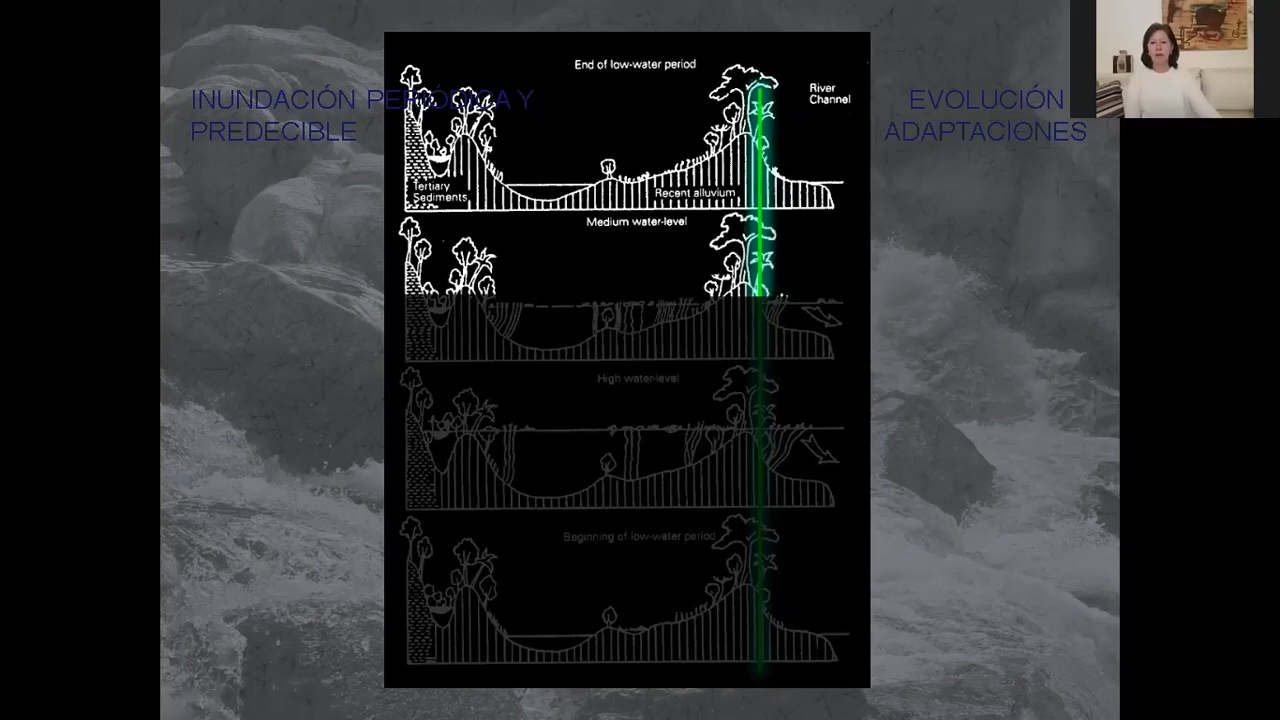 INUNDACIÓN PERIÓDICA Y
PREDECIBLE
EVOLUCIÓN
ADAPTACIONES
End of low-water period
River
Channel
Tertiary
Sediments
Recent alluvium
Medium water-level
High water-level
Beginning of low-water period